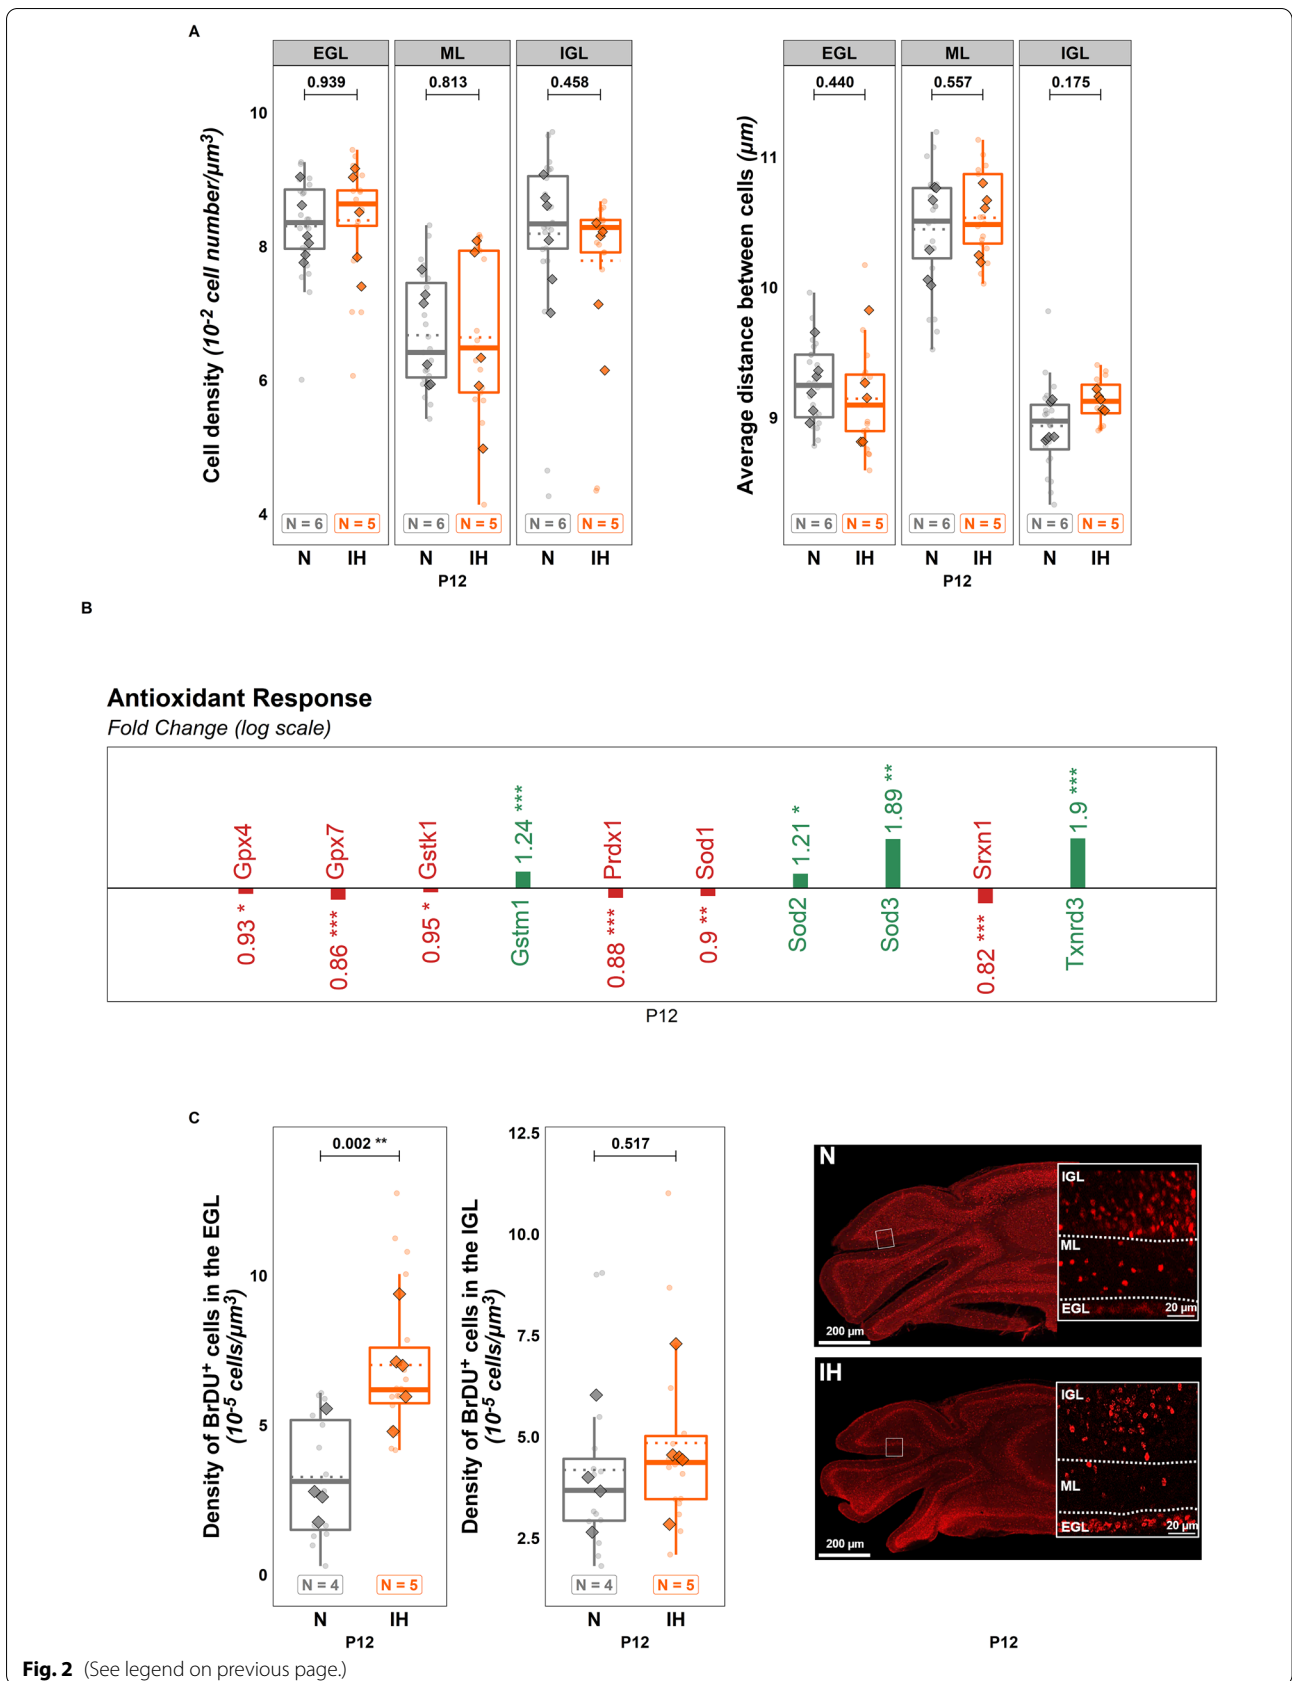 A
EGL ML IGL
0.939 0.813 0.458
Cell density (10-2 cell number/µm3)
10
8
6
4
N = 6 N = 5 N = 6 N = 5 N = 6 N = 5
N IH N IH N IH
P12
EGL ML IGL
0.440 0.557 0.175
Average distance between cells (µm)
11
10
9
N = 6 N = 5 N = 6 N = 5 N = 6 N = 5
N IH N IH N IH
P12
B
Antioxidant Response
Fold Change (log scale)
Gpx4
0.93 *
Gpx7
0.86 ***
Gstk1
0.95 *
1.24 ***
Gstm1
Prdx1
0.88 ***
Sod1
0.9 **
1.21 *
Sod2
1.89 **
Sod3
Srxn1
0.82 ***
1.9 ***
Txnrd3
P12
C
0.002 **
Density of BrDU+ cells in the EGL
(10-5 cells/µm3)
10
5
0
N = 4 N = 5
N IH
P12
0.517
Density of BrDU+ cells in the IGL
(10-5 cells/µm3)
12.5
10.0
7.5
5.0
2.5
N = 4 N = 5
N IH
P12
N
IGL
ML
EGL
20 µm
200 µm
IH
IGL
ML
EGL
20 µm
200 µm
P12
Fig. 2 (See legend on previous page.)